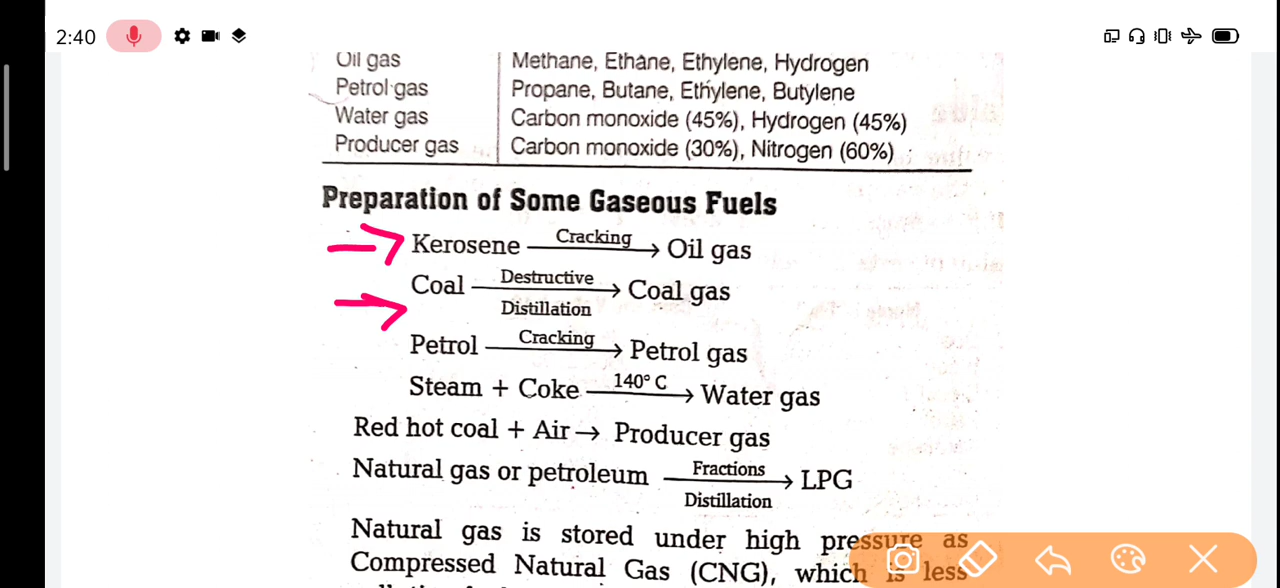 2:40
Oil gas Methane, Ethane, Ethylene, Hydrogen
Petrol gas Propane, Butane, Ethylene, Butylene
Water gas Carbon monoxide (45%), Hydrogen (45%)
Producer gas Carbon monoxide (30%), Nitrogen (60%)
Preparation of Some Gaseous Fuels
Kerosene Cracking → Oil gas
Coal Destructive Distillation → Coal gas
Petrol Cracking → Petrol gas
Steam + Coke 140° C → Water gas
Red hot coal + Air → Producer gas
Natural gas or petroleum Fractions Distillation → LPG
Natural gas is stored under high pressure as
Compressed Natural Gas (CNG), which is less